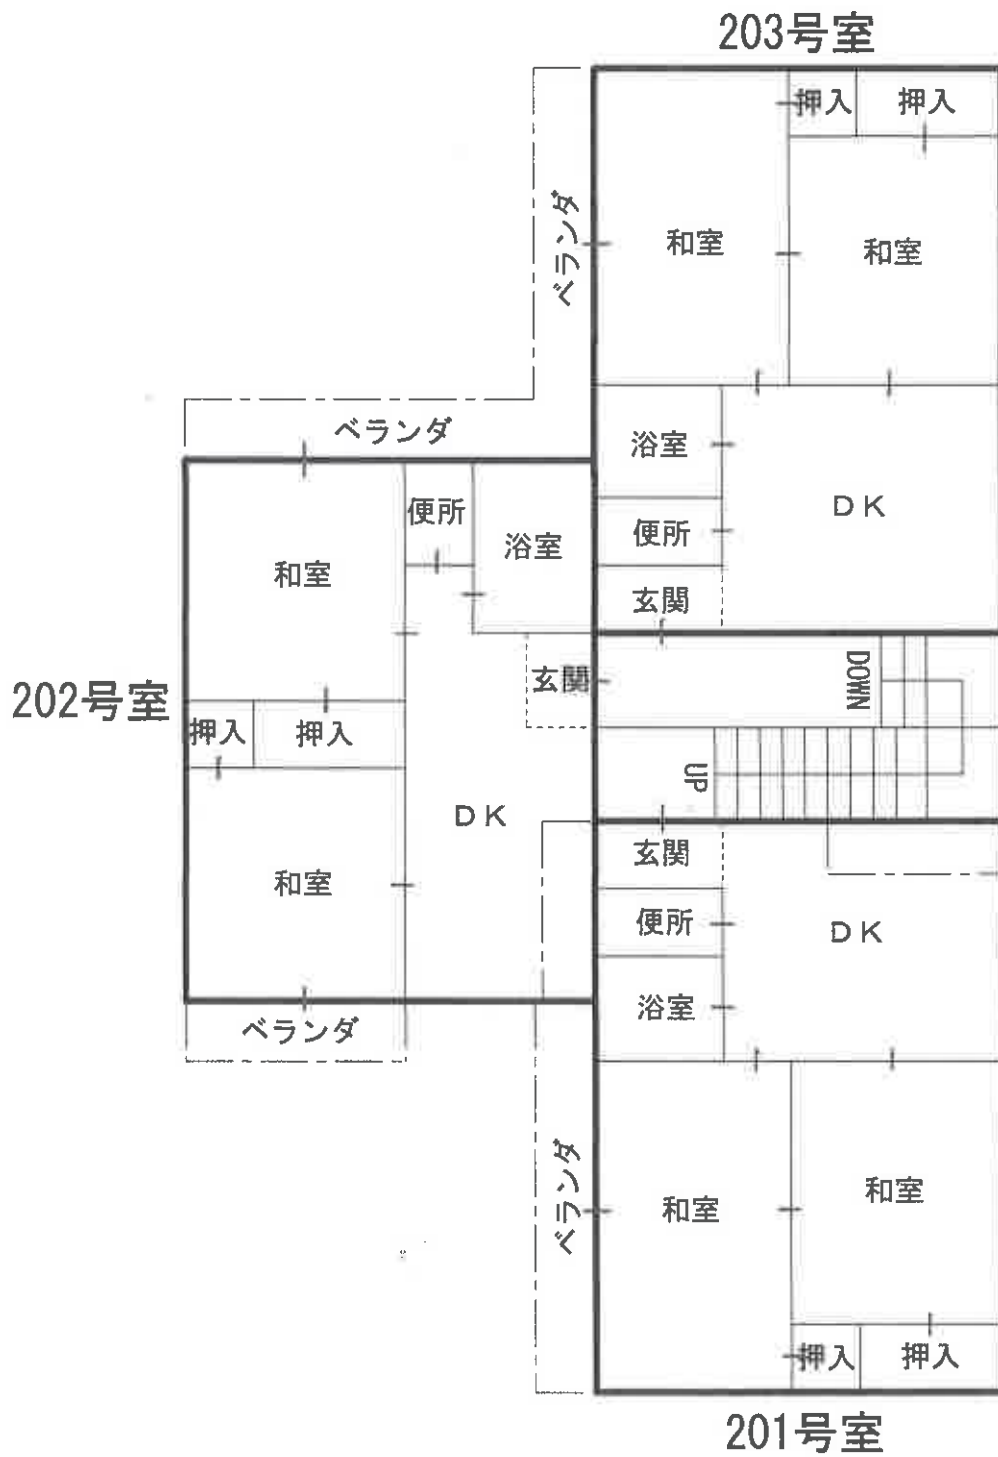 203号室
押入
押入
ベランダ
和室
和室
ベランダ
浴室
DK
便所
玄関
便所
浴室
和室
玄関
202号室
押入
押入
DK
和室
ベランダ
DOWN
UP
玄関
便所
DK
浴室
ベランダ
和室
和室
押入
押入
201号室